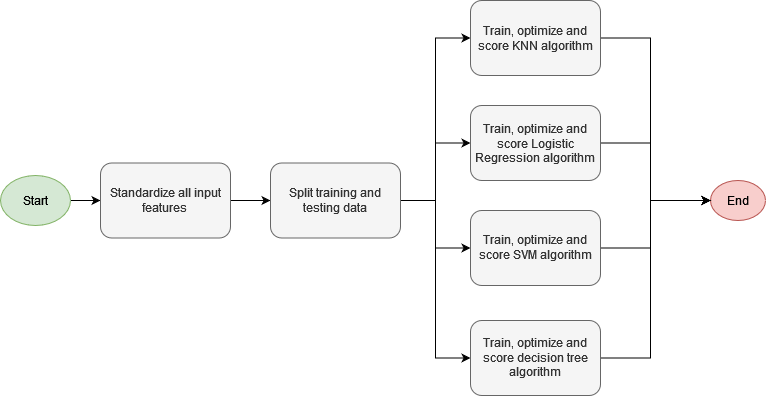 Start
Standardize all input
features
Split training and
testing data
Train, optimize and
score KNN algorithm
Train, optimize and
score Logistic
Regression algorithm
Train, optimize and
score SVM algorithm
Train, optimize and
score decision tree
algorithm
End